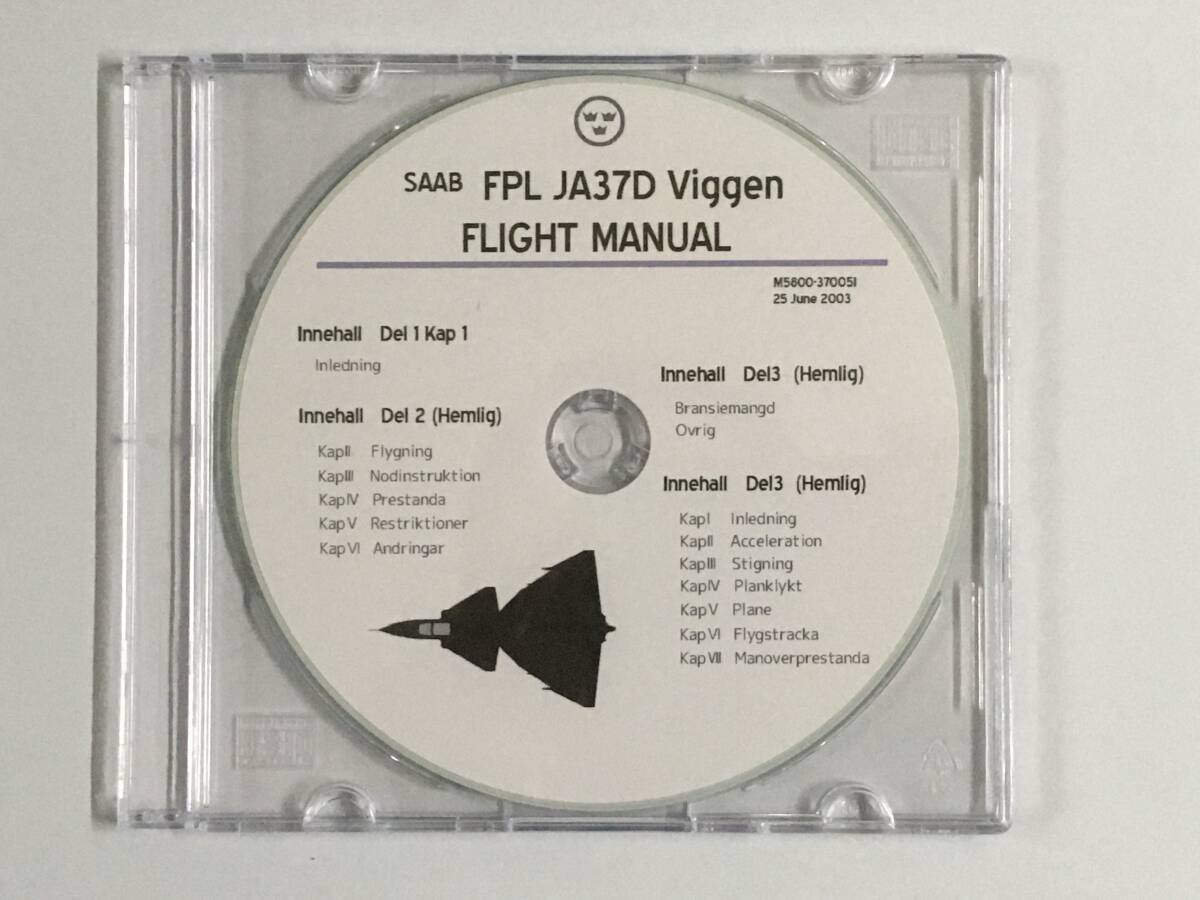 SAAB FPL JA37D Viggen
FLIGHT MANUAL
M5800-370051
25 June 2003
Innehall Del 1 Kap 1
Inledning
Innehall Del 2 (Hemlig)
KapⅡ Flygning
KapⅢ Nodinstruktion
KapⅣ Prestanda
KapⅤ Restriktioner
KapⅥ Andringar
Innehall Del3 (Hemlig)
Bransiemangd
Ovrig
Innehall Del3 (Hemlig)
KapⅠ Inledning
KapⅡ Acceleration
KapⅢ Stigning
KapⅣ Planklykt
KapⅤ Plane
KapⅥ Flygstracka
KapⅦ Manoverprestanda